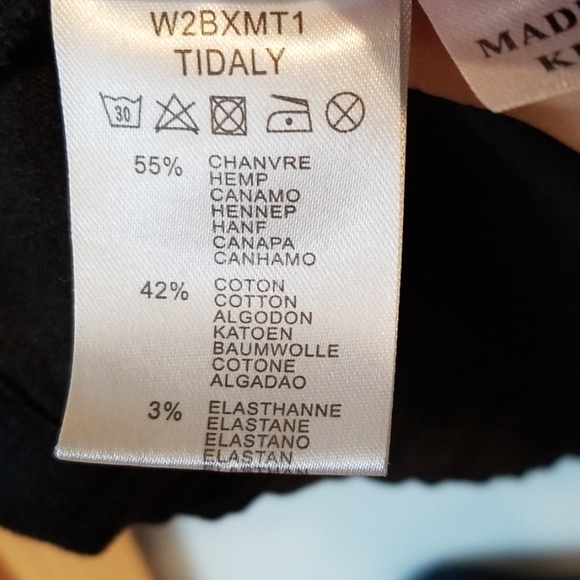 W2BXMT1
TIDALY
30
55% CHANVRE
HEMP
CANAMO
HENNEP
HANF
CANAPA
CANHAMO
42% COTON
COTTON
ALGODON
KATOEN
BAUMWOLLE
COTONE
ALGADAO
3% ELASTHANNE
ELASTANE
ELASTANO
ELASTAN